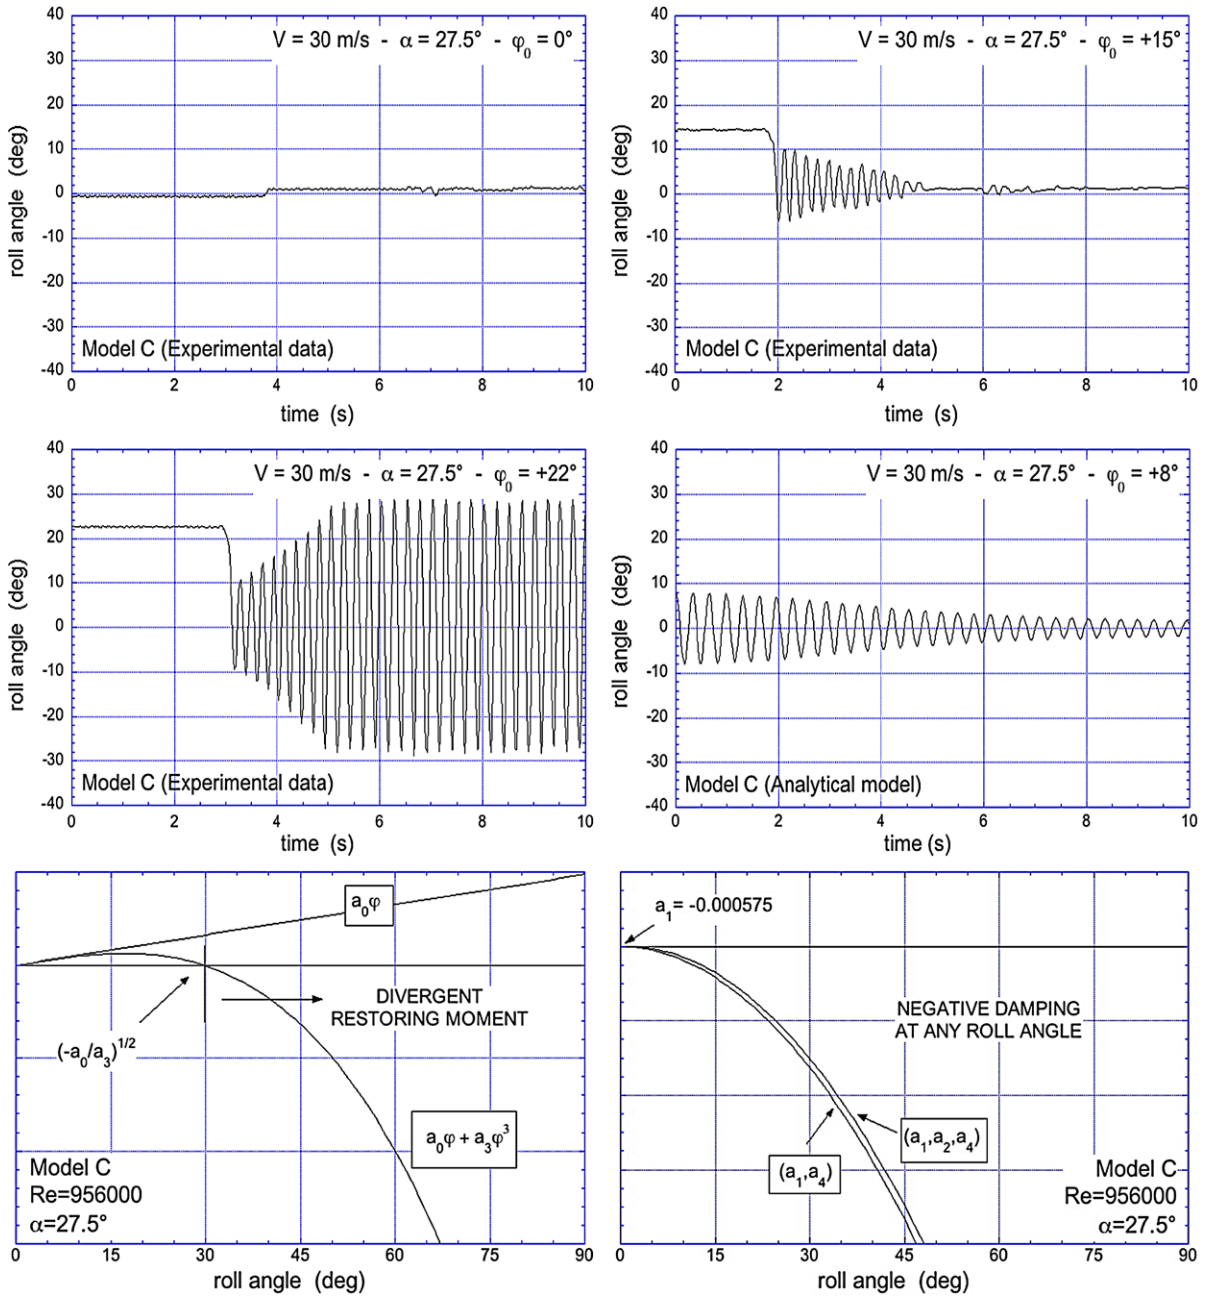 V = 30 m/s - α = 27.5° - φ₀ = 0°
40
30
20
10
0
-10
-20
-30
-40
roll angle (deg)
Model C (Experimental data)
0 2 4 6 8 10
time (s)
V = 30 m/s - α = 27.5° - φ₀ = +15°
40
30
20
10
0
-10
-20
-30
-40
roll angle (deg)
Model C (Experimental data)
0 2 4 6 8 10
time (s)
V = 30 m/s - α = 27.5° - φ₀ = +22°
40
30
20
10
0
-10
-20
-30
-40
roll angle (deg)
Model C (Experimental data)
0 2 4 6 8 10
time (s)
V = 30 m/s - α = 27.5° - φ₀ = +8°
40
30
20
10
0
-10
-20
-30
-40
roll angle (deg)
Model C (Analytical model)
0 2 4 6 8 10
time (s)
a₀φ
DIVERGENT
RESTORING MOMENT
(-a₀/a₃)¹/²
a₀φ + a₃φ³
Model C
Re=956000
α=27.5°
0 15 30 45 60 75 90
roll angle (deg)
a₁= -0.000575
NEGATIVE DAMPING
AT ANY ROLL ANGLE
(a₁,a₂,a₄)
(a₁,a₄)
Model C
Re=956000
α=27.5°
0 15 30 45 60 75 90
roll angle (deg)